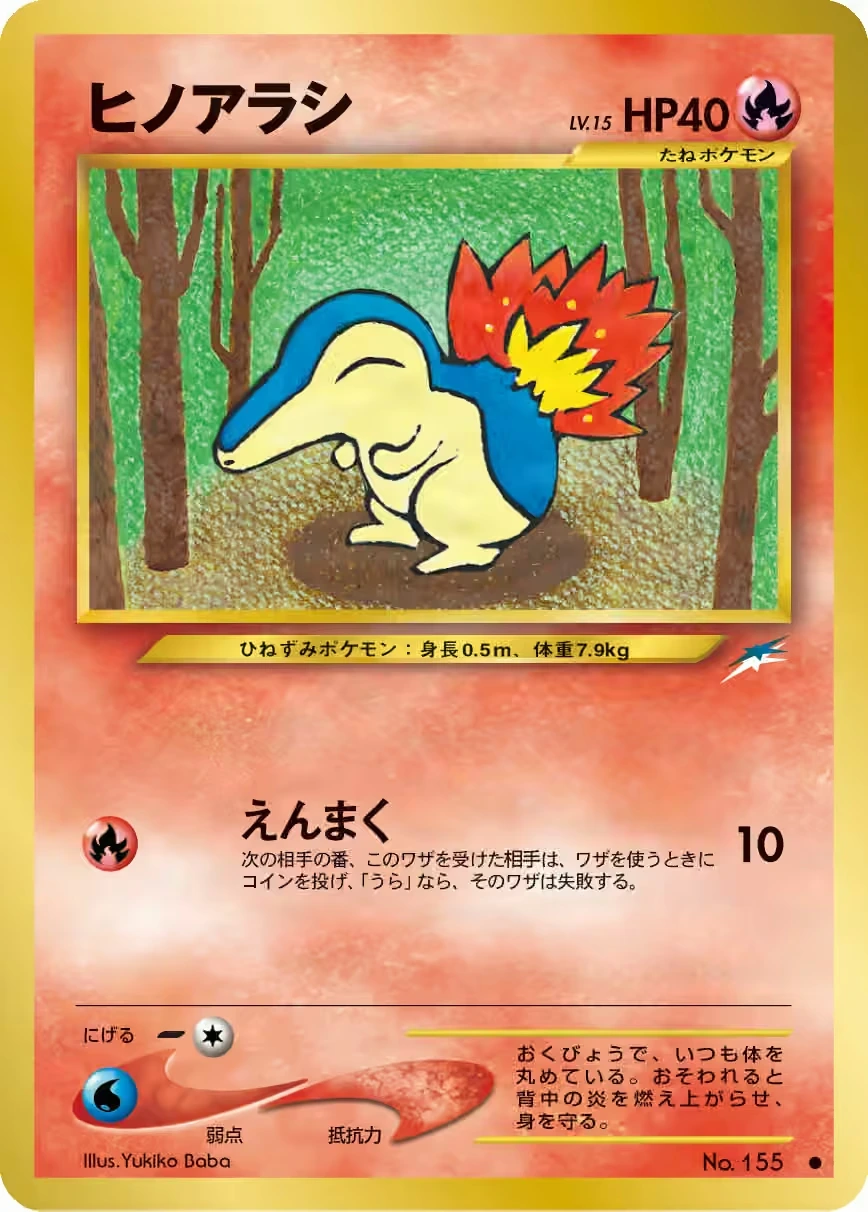 ヒノアラシ
LV.15 HP40
たねポケモン
ひねずみポケモン：身長0.5m、体重7.9kg
えんまく
10
次の相手の番、このワザを受けた相手は、ワザを使うときに
コインを投げ、「うら」なら、そのワザは失敗する。
にげる
弱点
抵抗力
おくびょうで、いつも体を
丸めている。おそわれると
背中の炎を燃え上がらせ、
身を守る。
Illus.Yukiko Baba
No. 155